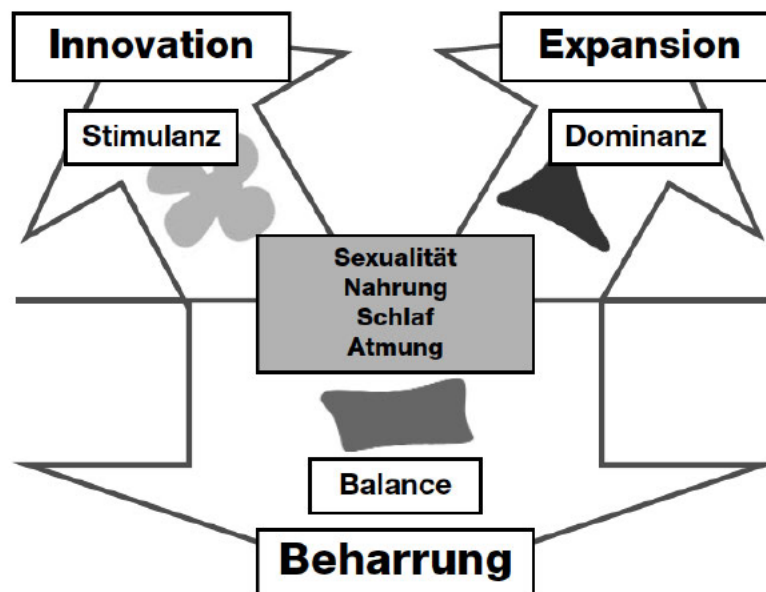 Innovation
Expansion
Stimulanz
Dominanz
Sexualität
Nahrung
Schlaf
Atmung
Balance
Beharrung